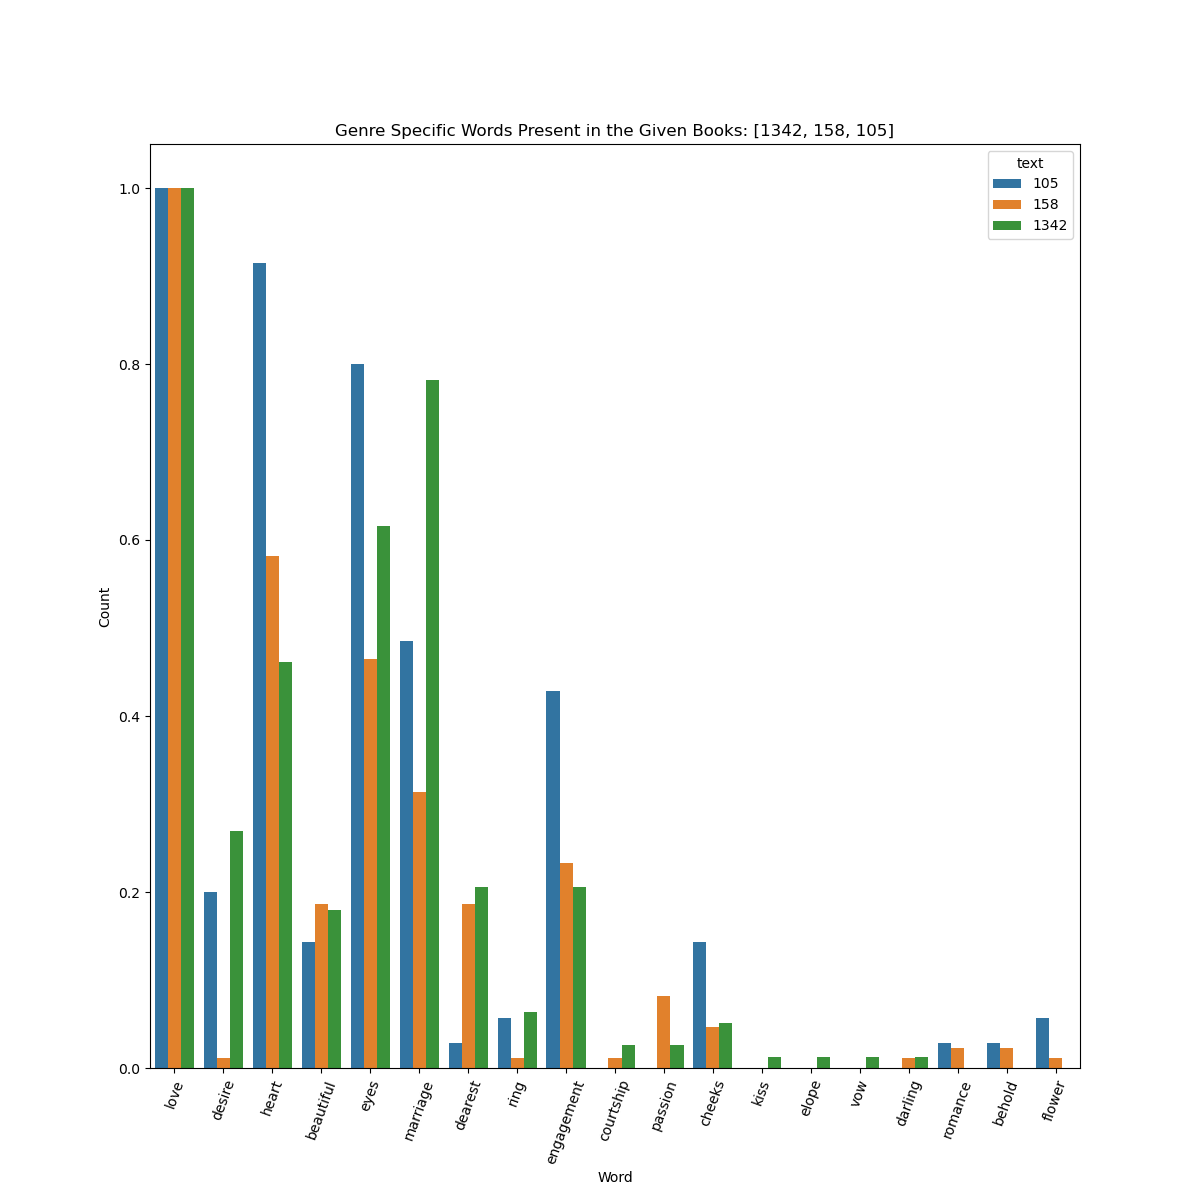 Genre Specific Words Present in the Given Books: [1342, 158, 105]
text
105
158
1342
1.0
0.8
0.6
0.4
0.2
0.0
Count
love
desire
heart
beautiful
eyes
marriage
dearest
ring
engagement
courtship
passion
cheeks
kiss
elope
vow
darling
romance
behold
flower
Word